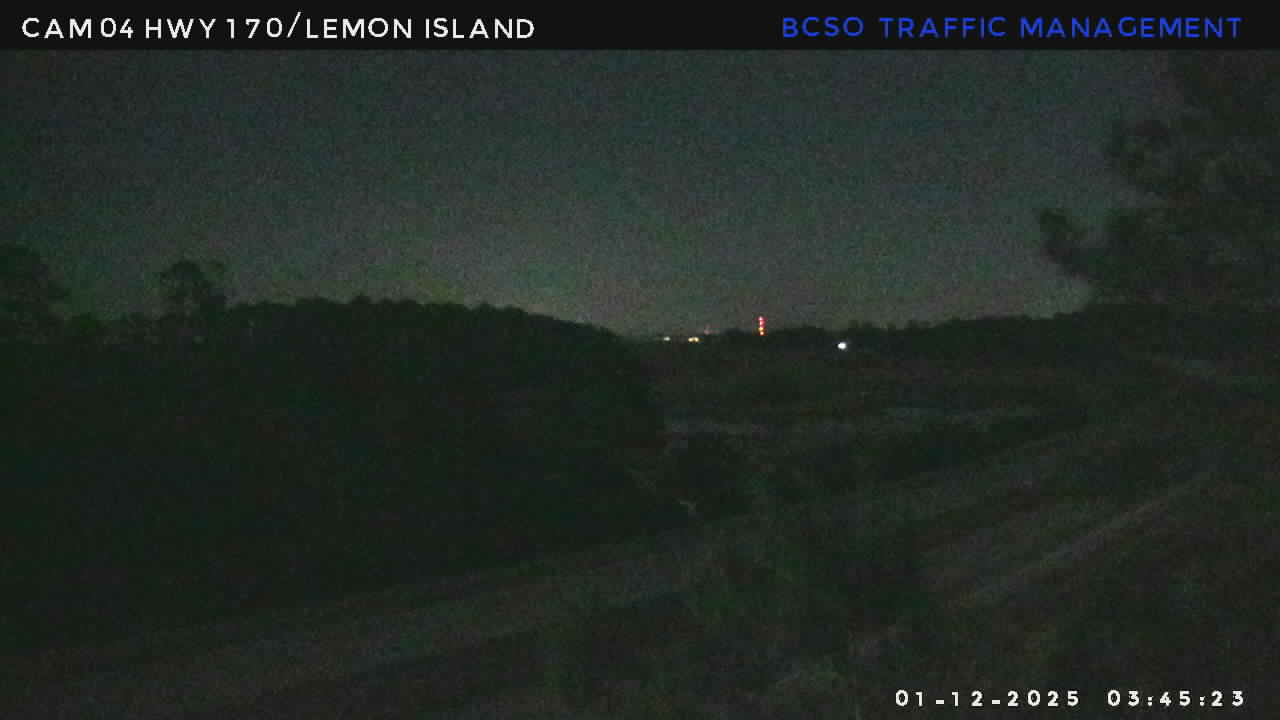 CAM04 HWY 170/LEMON ISLAND
BCSO TRAFFIC MANAGEMENT
01-12-2025 03:45:23